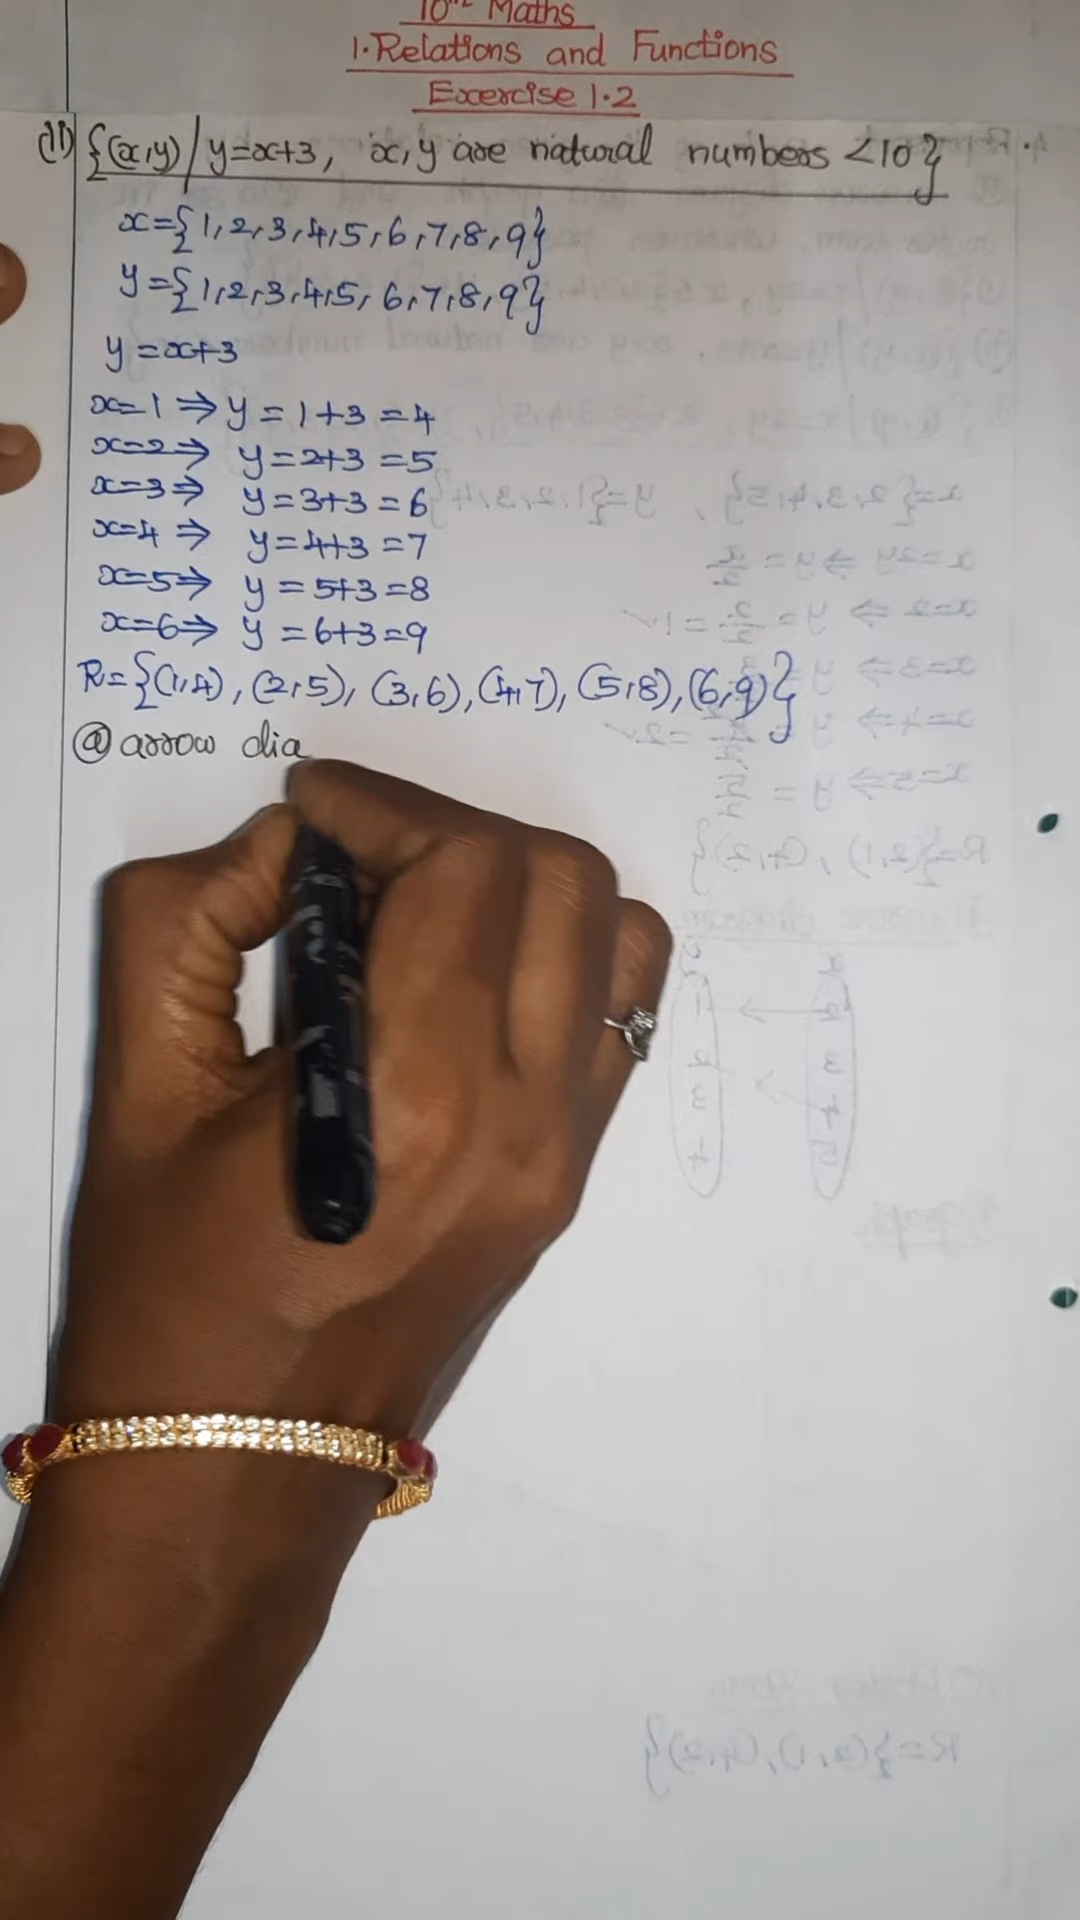 10th Maths
1. Relations and Functions
Exercise 1.2
ii) {(x,y) / y=x+3, x,y are natural numbers <10}
x={1,2,3,4,5,6,7,8,9}
y={1,2,3,4,5,6,7,8,9}
y=x+3
x=1 ⇒ y = 1+3 = 4
x=2 ⇒ y = 2+3 = 5
x=3 ⇒ y = 3+3 = 6
x=4 ⇒ y = 4+3 = 7
x=5 ⇒ y = 5+3 = 8
x=6 ⇒ y = 6+3 = 9
R={(1,4), (2,5), (3,6), (4,7), (5,8), (6,9)}
ⓐ arrow dia